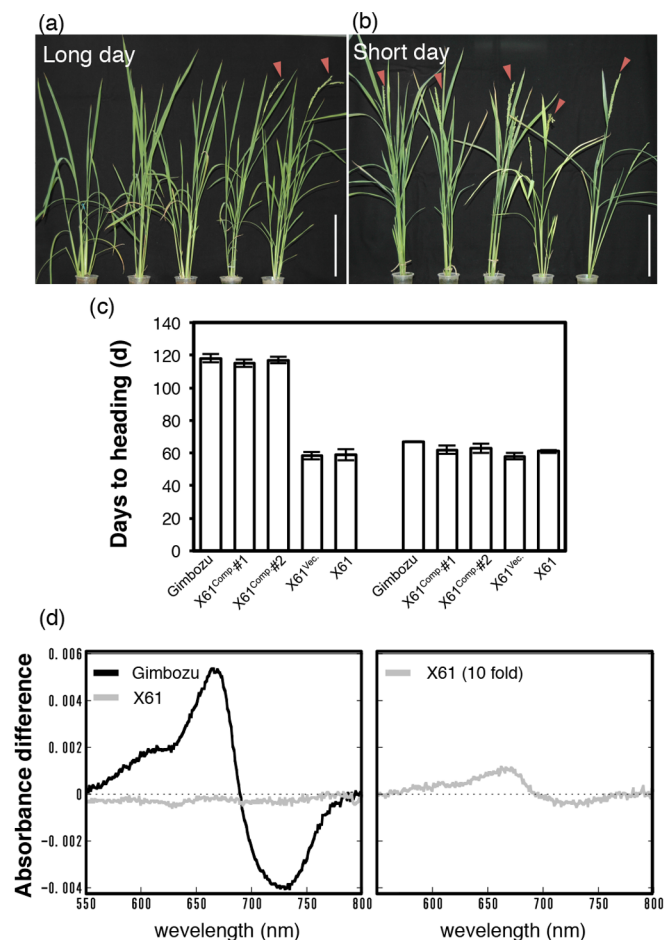 (a)
(b)
Long day
Short day
(c)
Days to heading (d)
140
120
100
80
60
40
20
0
Gimbozu
X61Comp.#1
X61Comp.#2
X61Vec.
X61
Gimbozu
X61Comp.#1
X61Comp.#2
X61Vec.
X61
(d)
Absorbance difference
0.006
0.004
0.002
0
-0.002
-0.004
Gimbozu
X61
X61 (10 fold)
550 600 650 700 750 800
600 650 700 750 800
wevelength (nm)
wevelength (nm)